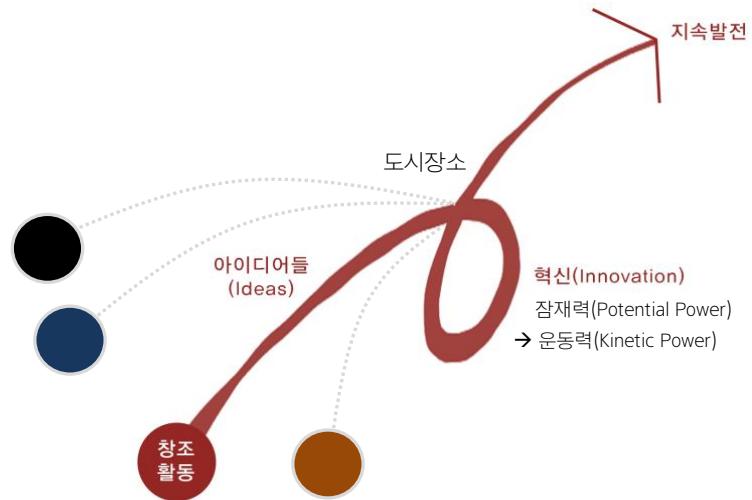 지속발전
도시장소
아이디어들
(Ideas)
혁신(Innovation)
잠재력(Potential Power)
→ 운동력(Kinetic Power)
창조
활동